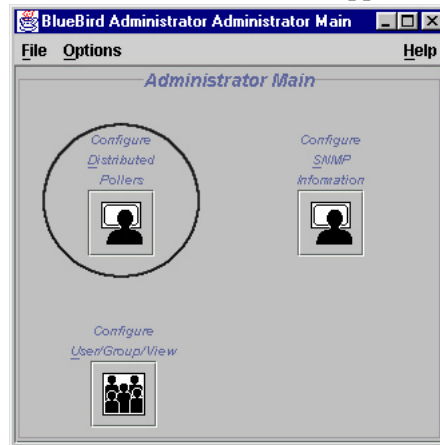 BlueBird Administrator Administrator Main
File Options Help
Administrator Main
Configure
Distributed
Pollers
Configure
SNMP
Information
Configure
User/Group/View